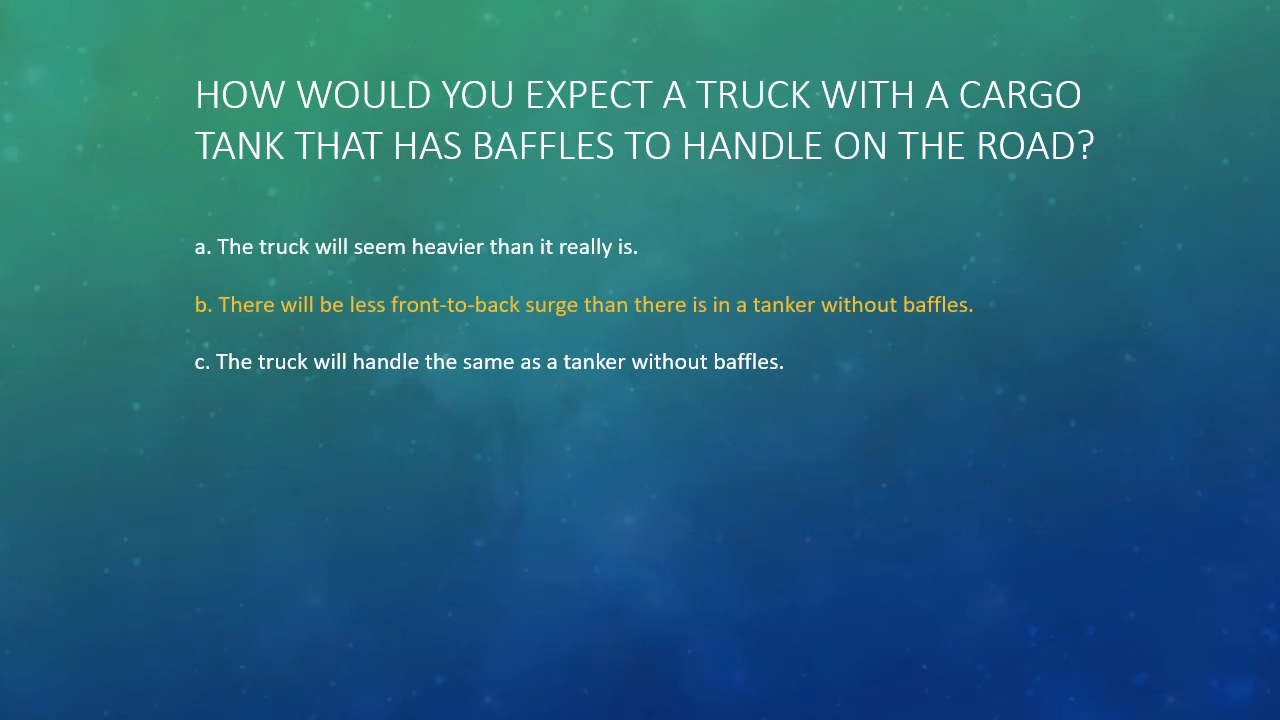 HOW WOULD YOU EXPECT A TRUCK WITH A CARGO
TANK THAT HAS BAFFLES TO HANDLE ON THE ROAD?
a. The truck will seem heavier than it really is.
b. There will be less front-to-back surge than there is in a tanker without baffles.
c. The truck will handle the same as a tanker without baffles.